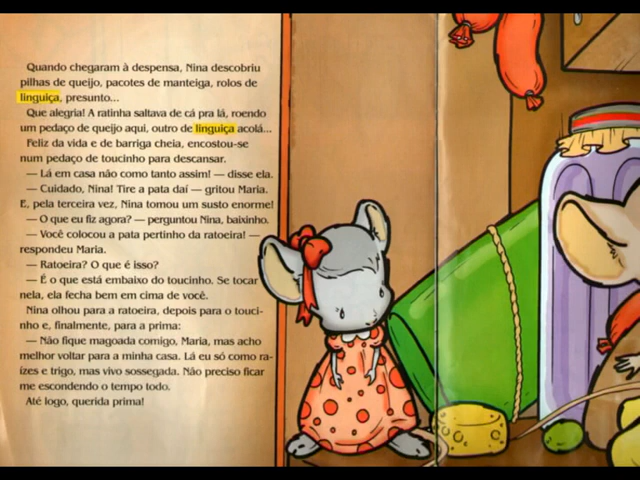 Quando chegaram à despensa, Nina descobriu
pilhas de queijo, pacotes de manteiga, rolos de
linguiça, presunto...
Que alegria! A ratinha saltava de cá pra lá, roendo
um pedaço de queijo aqui, outro de linguiça acolá...
Feliz da vida e de barriga cheia, encostou-se
num pedaço de toucinho para descansar.
— Lá em casa não como tanto assim! — disse ela.
— Cuidado, Nina! Tire a pata daí — gritou Maria.
E, pela terceira vez, Nina tomou um susto enorme!
— O que eu fiz agora? — perguntou Nina, baixinho.
— Você colocou a pata pertinho da ratoeira! —
respondeu Maria.
— Ratoeira? O que é isso?
— É o que está embaixo do toucinho. Se tocar
nela, ela fecha bem em cima de você.
Nina olhou para a ratoeira, depois para o touci-
nho e, finalmente, para a prima:
— Não fique magoada comigo, Maria, mas acho
melhor voltar para a minha casa. Lá eu só como ra-
ízes e trigo, mas vivo sossegada. Não preciso ficar
me escondendo o tempo todo.
Até logo, querida prima!